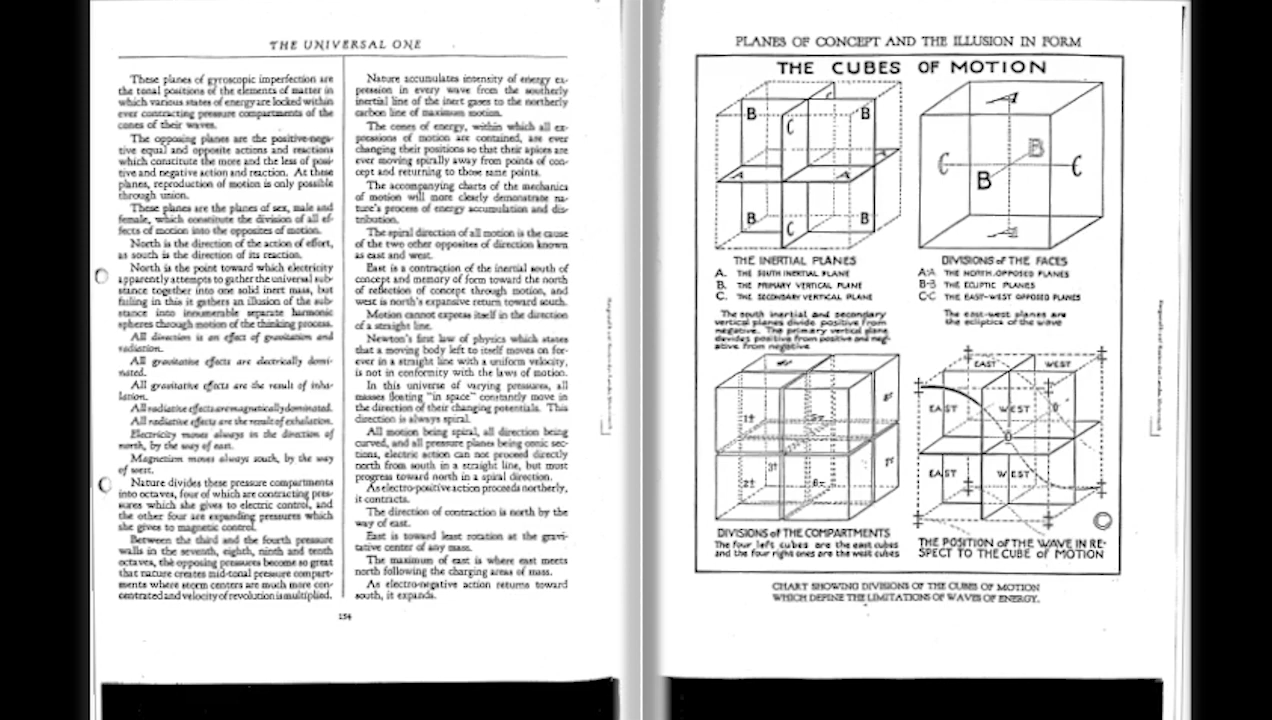 THE UNIVERSAL ONE
These planes of gyroscopic imperfection are
the tonal positions of the elements of matter in
which various states of energy are locked within
ever contracting pressure compartments of the
cones of their waves.
The opposing planes are the positive-nega-
tive equal and opposite actions and reactions
which constitute the more and the less of posi-
tive and negative action and reaction. At these
planes, reproduction of motion is only possible
through union.
These planes are the planes of sex, male and
female, which constitute the division of all ef-
fects of motion into the opposites of motion.
North is the direction of the action of effort,
as south is the direction of its reaction.
North is the point toward which electricity
apparently attempts to gather the universal sub-
stance together into one solid inert mass, but
failing in this it gathers an illusion of the sub-
stance into innumerable separate harmonic
spheres through motion of the thinking process.
All direction is an effect of gravitation and
radiation.
All gravitative effects are electrically domi-
nated.
All gravitative effects are the result of inha-
lation.
All radiative effects are magnetically dominated.
All radiative effects are the result of exhalation.
Electricity moves always in the direction of
north, by the way of east.
Magnetism moves always south, by the way
of west.
Nature divides these pressure compartments
into octaves, four of which are contracting pres-
sures which she gives to electric control, and
the other four are expanding pressures which
she gives to magnetic control.
Between the third and the fourth pressure
walls in the seventh, eighth, ninth and tenth
octaves, the opposing pressures become so great
that nature creates mid-tonal pressure compart-
ments where storm centers are much more con-
centrated and velocity of revolution is multiplied.
Nature accumulates intensity of energy ex-
pression in every wave from the southerly
inertial line of the inert gases to the northerly
carbon line of maximum motion.
The cones of energy, within which all ex-
pressions of motion are contained, are ever
changing their positions so that their apices are
ever moving spirally away from points of con-
cept and returning to those same points.
The accompanying charts of the mechanics
of motion will more clearly demonstrate na-
ture's process of energy accumulation and dis-
tribution.
The spiral direction of all motion is the cause
of the two other opposites of direction known
as east and west.
East is a contraction of the inertial south of
concept and memory of form toward the north
of reflection of concept through motion, and
west is north's expansive return toward south.
Motion cannot express itself in the direction
of a straight line.
Newton's first law of physics which states
that a moving body left to itself moves on for-
ever in a straight line with a uniform velocity,
is not in conformity with the laws of motion.
In this universe of varying pressures, all
masses floating "in space" constantly move in
the direction of their changing potentials. This
direction is always spiral.
All motion being spiral, all direction being
curved, and all pressure planes being conic sec-
tions, electric action can not proceed directly
north from south in a straight line, but must
progress toward north in a spiral direction.
As electro-positive action proceeds northerly,
it contracts.
The direction of contraction is north by the
way of east.
East is toward least rotation at the gravi-
tative center of any mass.
The maximum of east is where east meets
north following the charging areas of mass.
As electro-negative action returns toward
south, it expands.
154
PLANES OF CONCEPT AND THE ILLUSION IN FORM
THE CUBES OF MOTION
B
C
B
A
A
A
B
C
B
A
C
B
B
C
A
THE INERTIAL PLANES
A. THE SOUTH INERTIAL PLANE
B. THE PRIMARY VERTICAL PLANE
C. THE SECONDARY VERTICAL PLANE
The south inertial and secondary
vertical planes divide positive from
negative. The primary vertical plane
divides positive from positive and neg-
ative from negative
DIVISIONS of THE FACES
A-A THE NORTH OPPOSED PLANES
B-B THE ECLIPTIC PLANES
C-C THE EAST-WEST OPPOSED PLANES
The east-west planes are
the ecliptics of the wave
1±
2±
3±
EAST
WEST
EAST
WEST
EAST
WEST
DIVISIONS of THE COMPARTMENTS
The four left cubes are the east cubes
and the four right ones are the west cubes
THE POSITION OF THE WAVE IN RE-
SPECT TO THE CUBE OF MOTION
CHART SHOWING DIVISIONS OF THE CUBES OF MOTION
WHICH DEFINE THE LIMITATIONS OF WAVES OF ENERGY.